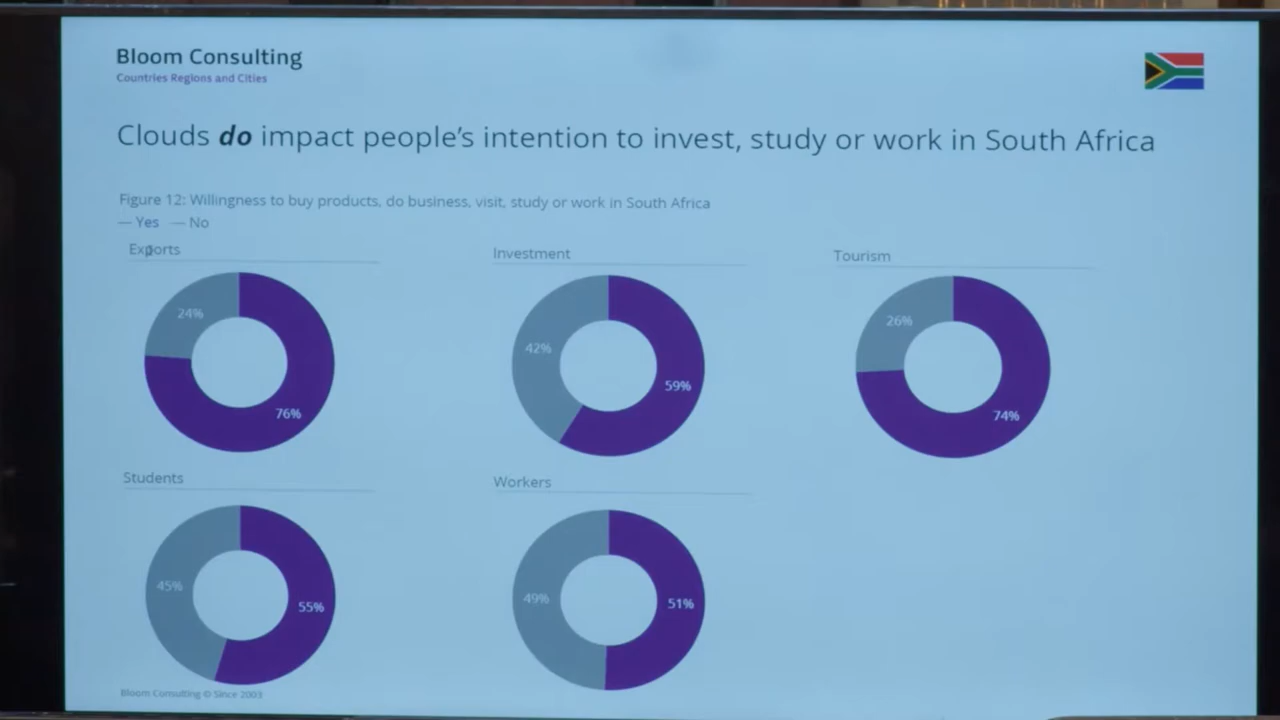 Bloom Consulting
Countries Regions and Cities
Clouds do impact people's intention to invest, study or work in South Africa
Figure 12: Willingness to buy products, do business, visit, study or work in South Africa
— Yes — No
Exports
24%
76%
Investment
42%
59%
Tourism
26%
74%
Students
45%
55%
Workers
49%
51%
Bloom Consulting © Since 2003